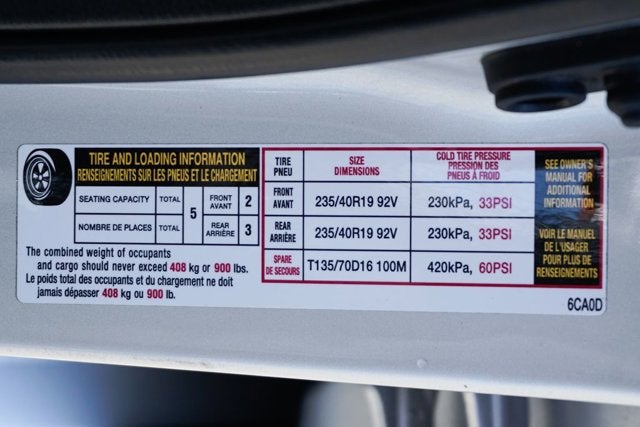 TIRE AND LOADING INFORMATION
RENSEIGNEMENTS SUR LES PNEUS ET LE CHARGEMENT
SEATING CAPACITY TOTAL 5 FRONT AVANT 2
NOMBRE DE PLACES TOTAL REAR ARRIÈRE 3
The combined weight of occupants
and cargo should never exceed 408 kg or 900 lbs.
Le poids total des occupants et du chargement ne doit
jamais dépasser 408 kg ou 900 lb.
TIRE PNEU SIZE DIMENSIONS COLD TIRE PRESSURE PRESSION DES PNEUS À FROID
FRONT AVANT 235/40R19 92V 230kPa, 33PSI
REAR ARRIÈRE 235/40R19 92V 230kPa, 33PSI
SPARE DE SECOURS T135/70D16 100M 420kPa, 60PSI
SEE OWNER'S
MANUAL FOR
ADDITIONAL
INFORMATION
VOIR LE MANUEL
DE L'USAGER
POUR PLUS DE
RENSEIGNEMENTS
6CA0D